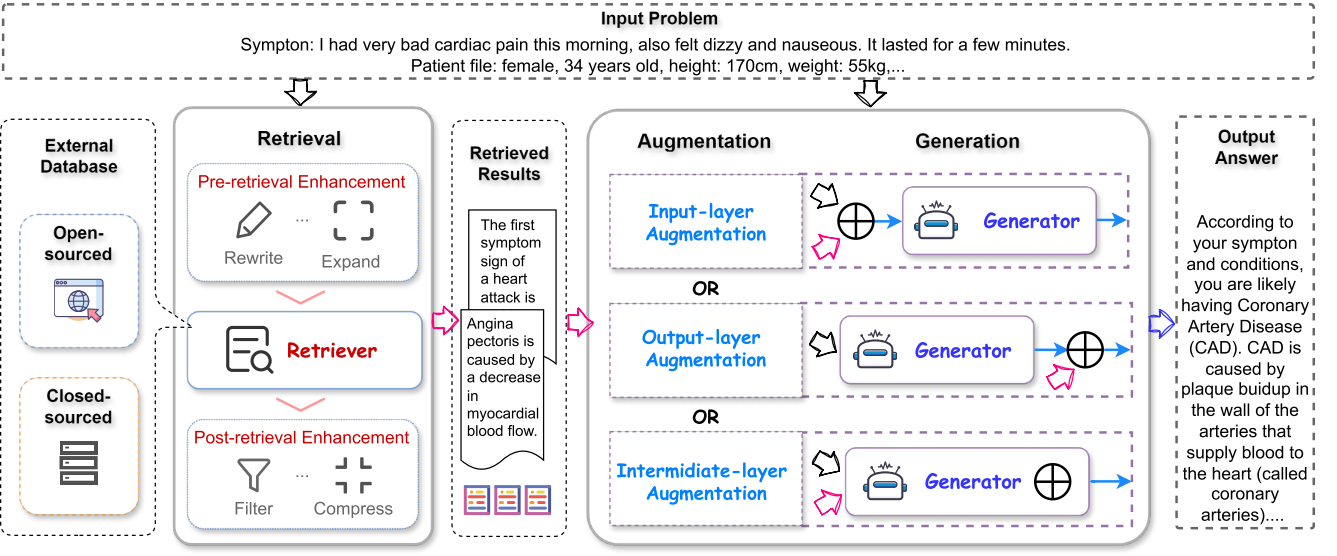 Input Problem
Sympton: I had very bad cardiac pain this morning, also felt dizzy and nauseous. It lasted for a few minutes.
Patient file: female, 34 years old, height: 170cm, weight: 55kg,...
External
Database
Open-
sourced
Closed-
sourced
Retrieval
Pre-retrieval Enhancement
...
Rewrite
Expand
Retriever
Post-retrieval Enhancement
...
Filter
Compress
Retrieved
Results
The first
symptom
sign of
a heart
attack is
Angina
pectoris is
caused by
a decrease
in
myocardial
blood flow.
Augmentation
Generation
Input-layer
Augmentation
Generator
OR
Output-layer
Augmentation
Generator
OR
Intermidiate-layer
Augmentation
Generator
Output
Answer
According to
your sympton
and conditions,
you are likely
having Coronary
Artery Disease
(CAD). CAD is
caused by
plaque buidup in
the wall of the
arteries that
supply blood to
the heart (called
coronary
arteries)....